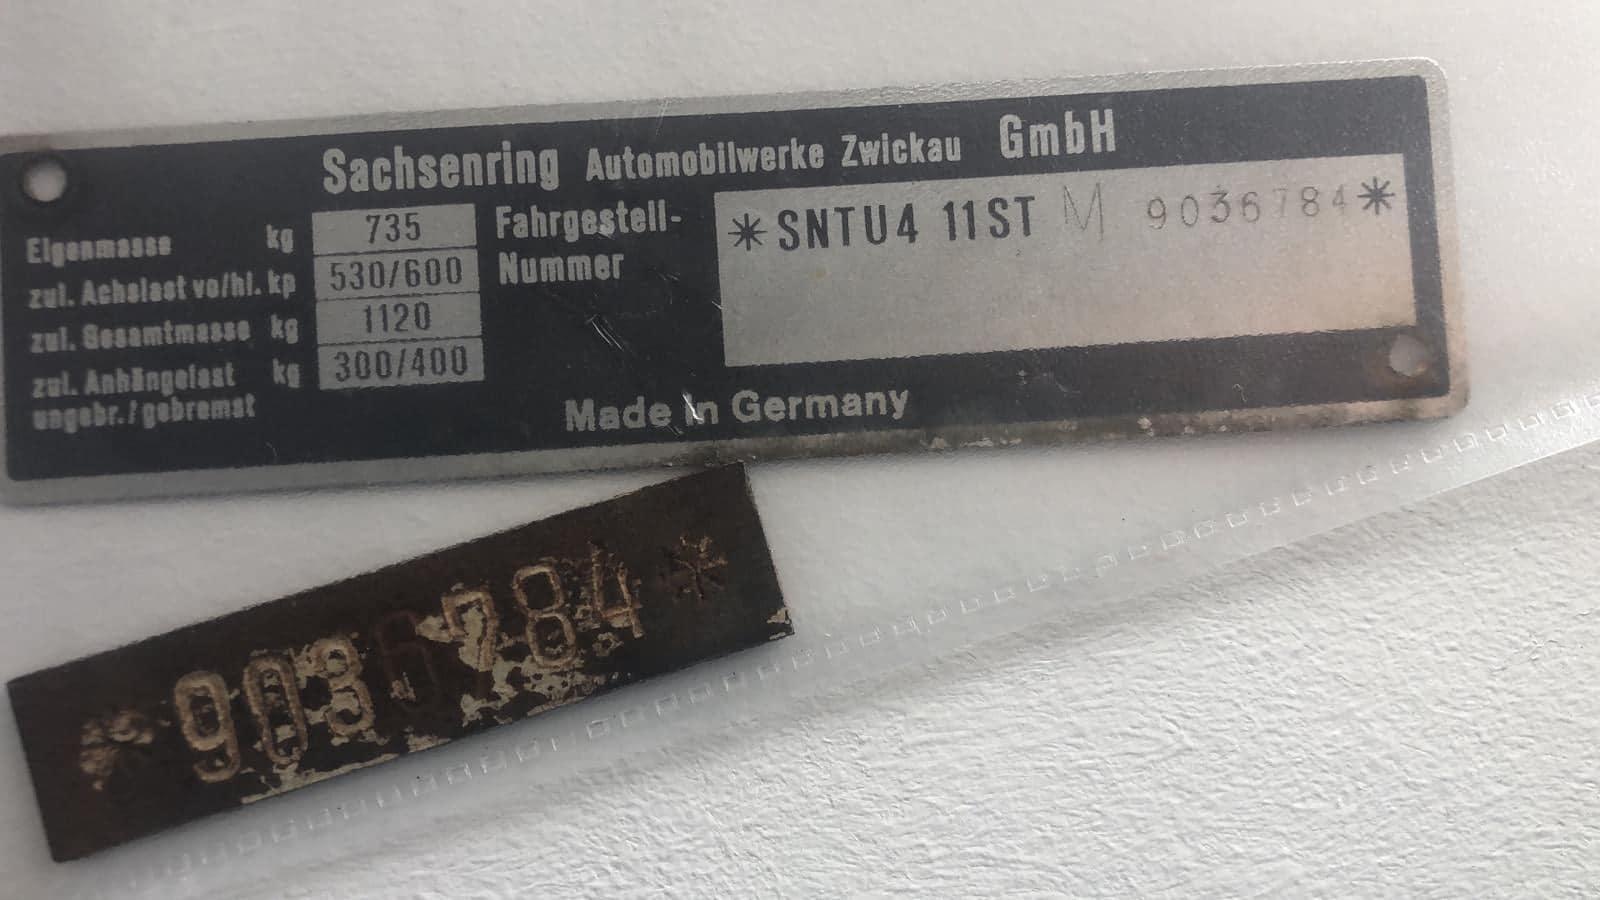 Sachsenring Automobilwerke Zwickau GmbH
Eigenmasse kg 735
zul. Achslast vo/hi. kp 530/600
zul. Gesamtmasse kg 1120
zul. Anhängelast kg 300/400
ungebr./gebremst
Fahrgestell-
Nummer
*SNTU4 11ST M 9036784*
Made in Germany
*9036784*